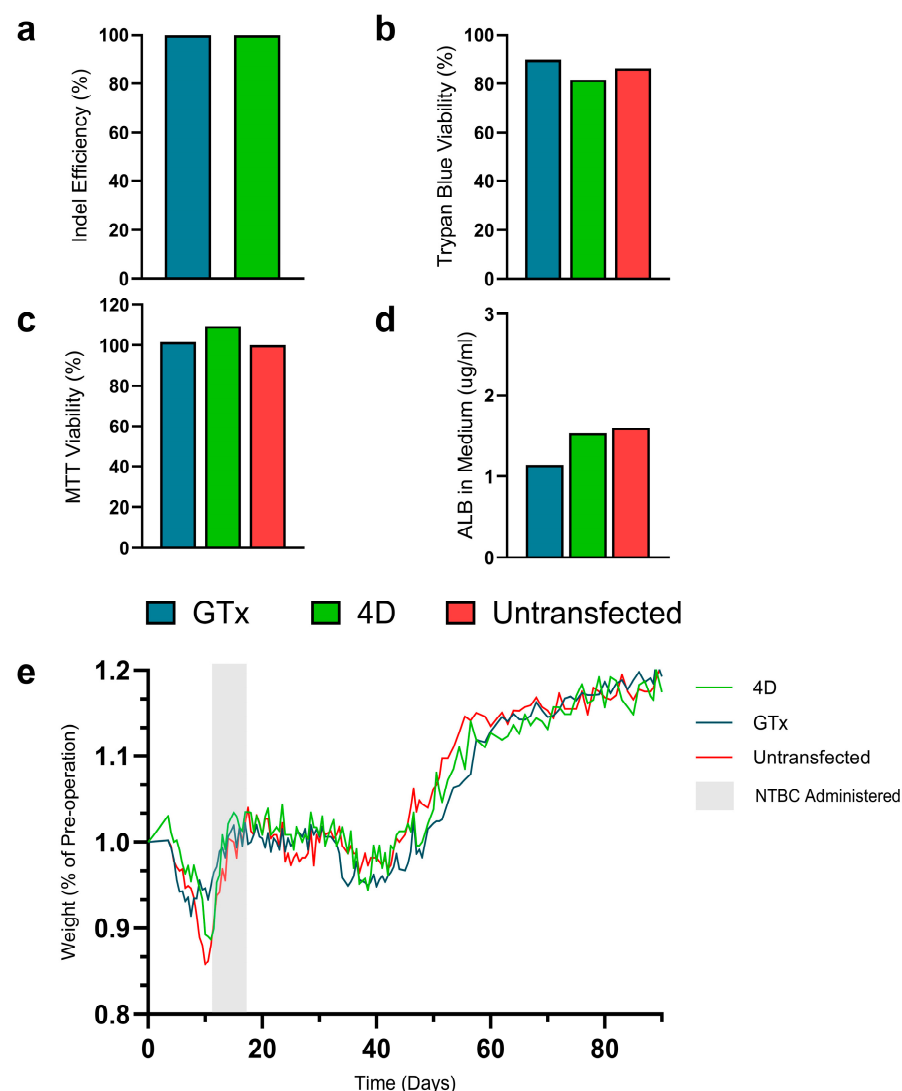 a
Indel Efficiency (%)
100
80
60
40
20
0
b
Trypan Blue Viability (%)
100
80
60
40
20
0
c
MTT Viability (%)
120
100
80
60
40
20
0
d
ALB in Medium (ug/ml)
3
2
1
0
GTx
4D
Untransfected
e
Weight (% of Pre-operation)
1.2
1.1
1.0
0.9
0.8
0
20
40
60
80
Time (Days)
4D
GTx
Untransfected
NTBC Administered